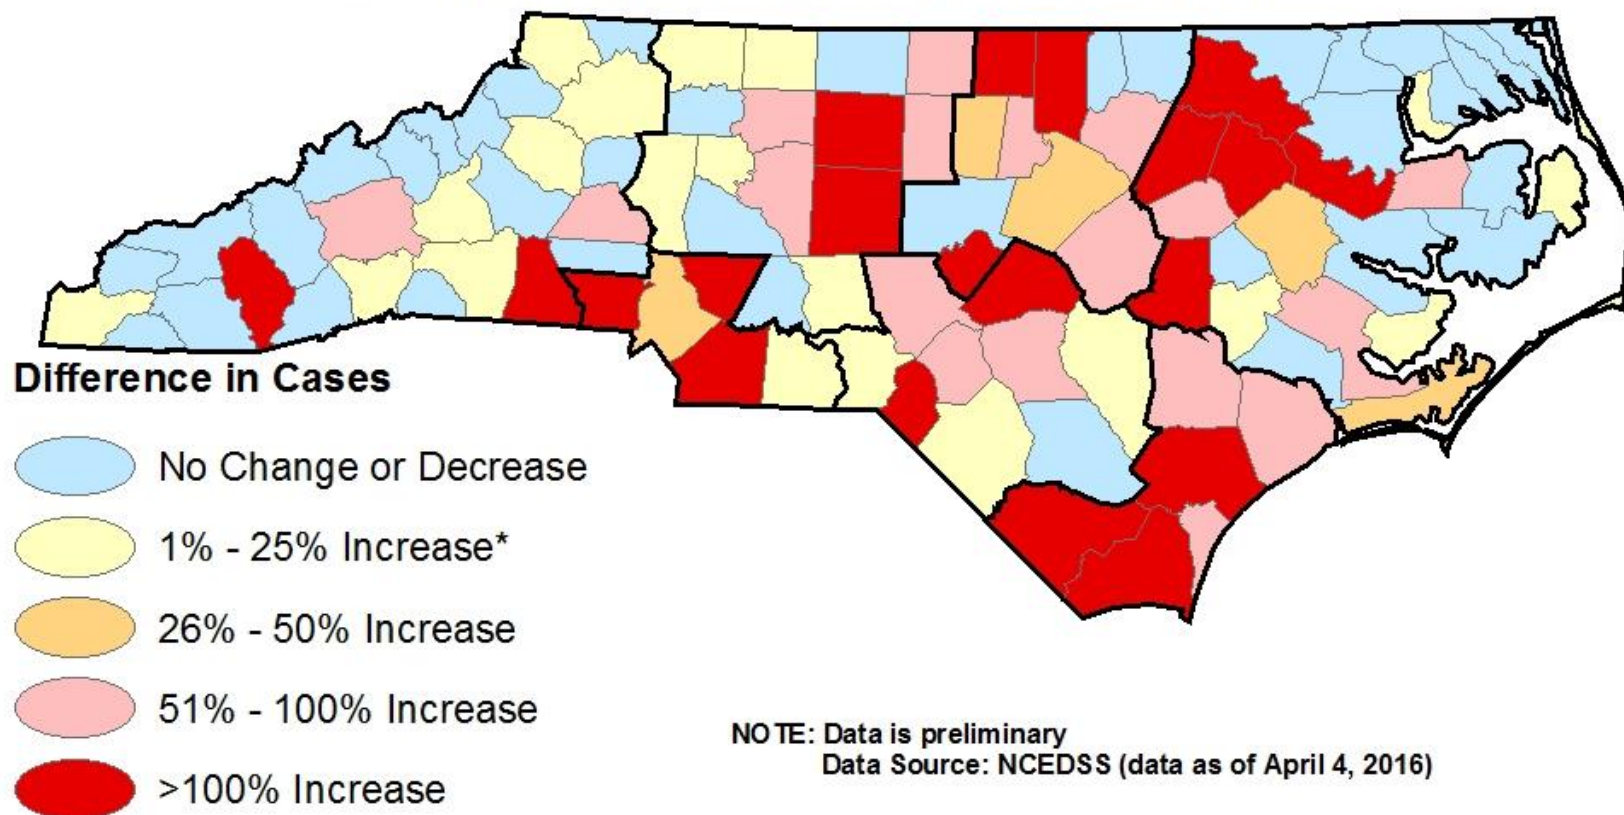 Difference in Cases
No Change or Decrease
1% - 25% Increase*
26% - 50% Increase
51% - 100% Increase
>100% Increase
NOTE: Data is preliminary
Data Source: NCEDSS (data as of April 4, 2016)